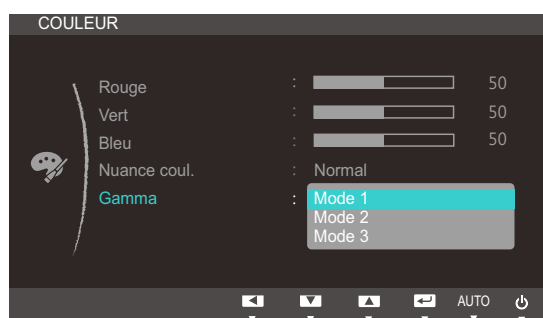 COULEUR
Rouge : 50
Vert : 50
Bleu : 50
Nuance coul. : Normal
Gamma : Mode 1
Mode 2
Mode 3
AUTO